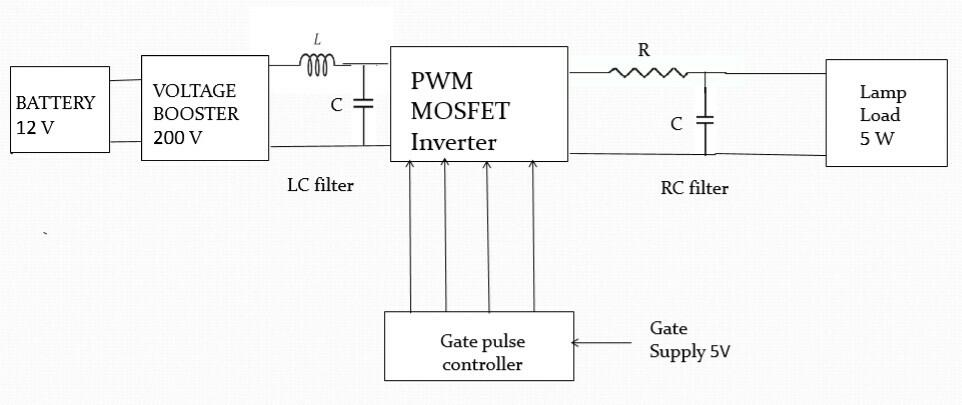 BATTERY
12 V
VOLTAGE
BOOSTER
200 V
L
C
LC filter
PWM
MOSFET
Inverter
R
C
RC filter
Lamp
Load
5 W
Gate pulse
controller
Gate
Supply 5V